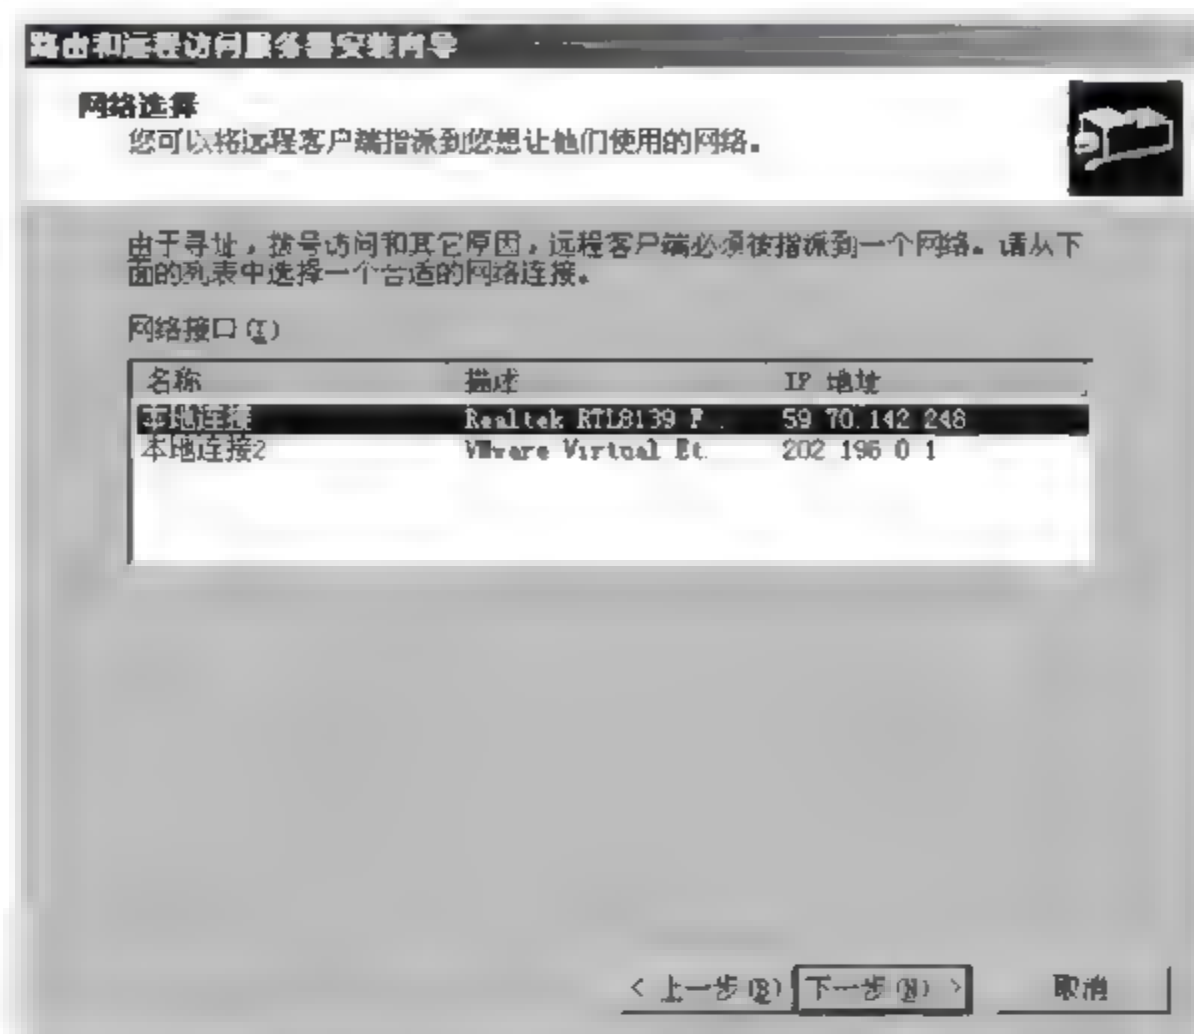 路由和远程访问服务器安装向导
网络选择
您可以将远程客户端指派到您想让他们使用的网络。
由于寻址，拨号访问和其它原因，远程客户端必须被指派到一个网络。请从下
面的列表中选择一个合适的网络连接。
网络接口(I)
名称 描述 IP 地址
本地连接 Realtek RTL8139 F.. 59.70.142.248
本地连接2 VMware Virtual Et.. 202.196.0.1
< 上一步(B) 下一步(N) > 取消